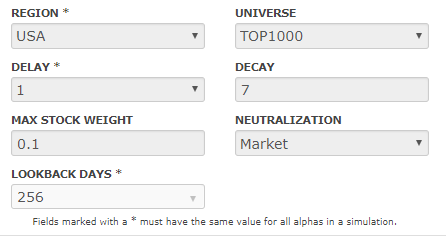 REGION * UNIVERSE
USA TOP1000
DELAY * DECAY
1 7
MAX STOCK WEIGHT NEUTRALIZATION
0.1 Market
LOOKBACK DAYS *
256
Fields marked with a * must have the same value for all alphas in a simulation.